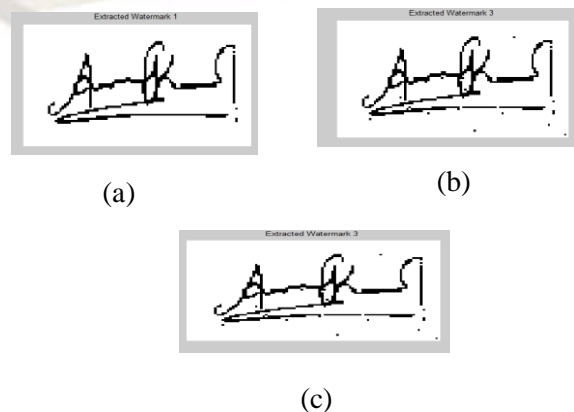 Extracted Watermark 1
Extracted Watermark 3
(a)
(b)
Extracted Watermark 3
(c)